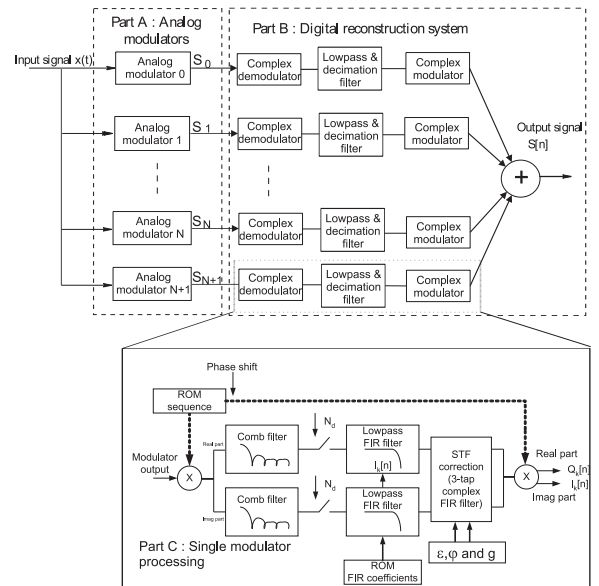 Part A : Analog
modulators
Part B : Digital reconstruction system
Input signal x(t)
Analog
modulator 0
S0
Complex
demodulator
Lowpass &
decimation
filter
Complex
modulator
Analog
modulator 1
S1
Complex
demodulator
Lowpass &
decimation
filter
Complex
modulator
Output signal
S[n]
+
Analog
modulator N
SN
Complex
demodulator
Lowpass &
decimation
filter
Complex
modulator
Analog
modulator N+1
SN+1
Complex
demodulator
Lowpass &
decimation
filter
Complex
modulator
Phase shift
ROM
sequence
Modulator
output
X
Real part
Comb filter
Nd
Lowpass
FIR filter
Ik[n]
Imag part
Comb filter
Nd
Lowpass
FIR filter
STF
correction
(3-tap
complex
FIR filter)
X
Real part
Qk[n]
Ik[n]
Imag part
Part C : Single modulator
processing
ROM
FIR coefficients
ε,φ and g